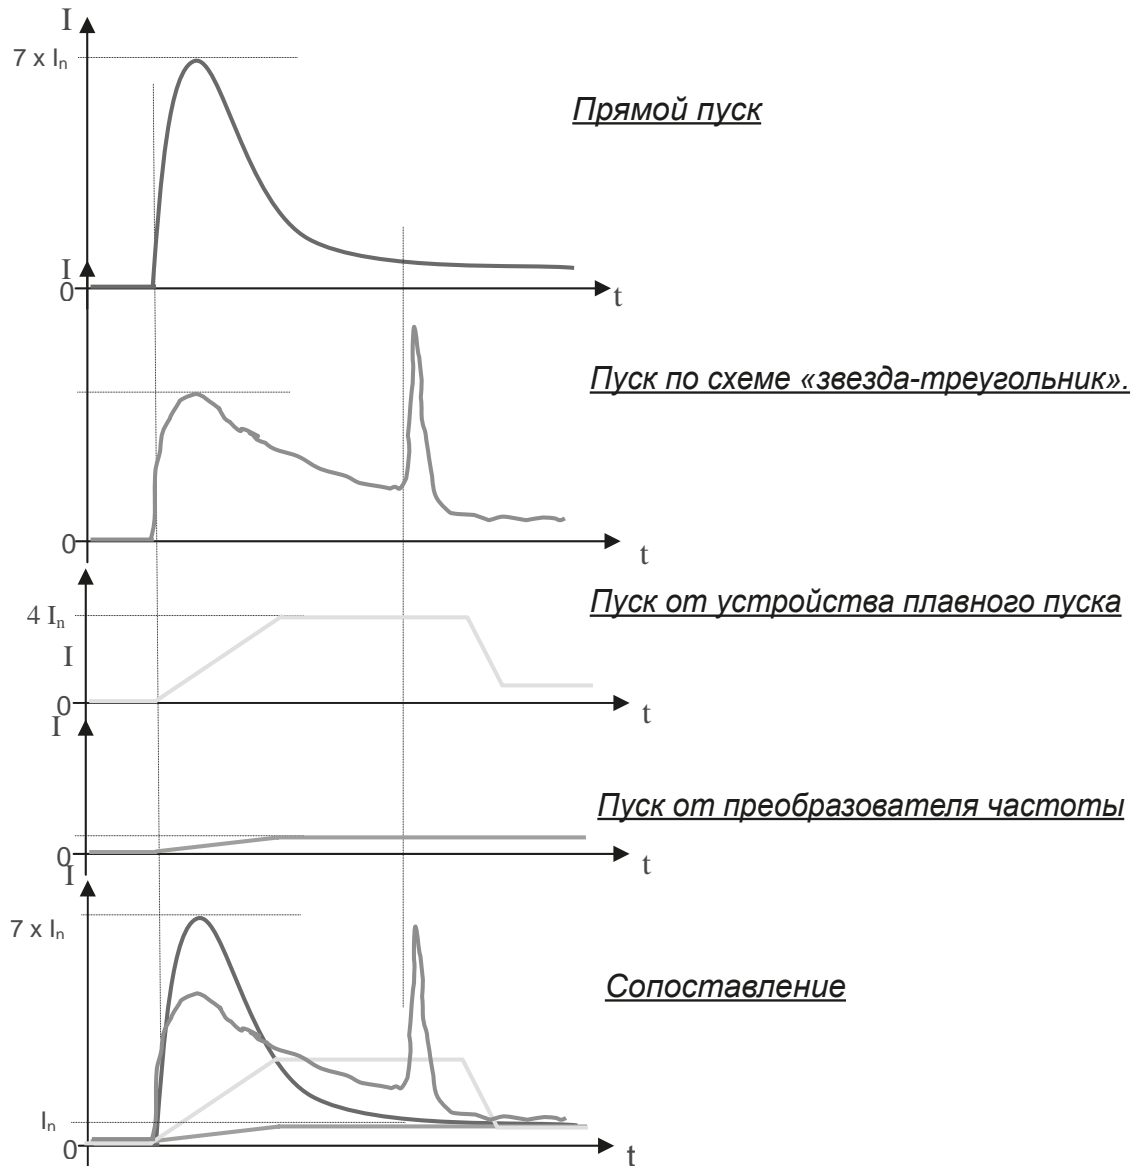 I
7 x Iₙ
Прямой пуск
I
0
t
Пуск по схеме «звезда-треугольник».
0
t
Пуск от устройства плавного пуска
4 Iₙ
I
0
t
I
Пуск от преобразователя частоты
0
t
I
7 x Iₙ
Сопоставление
Iₙ
0
t